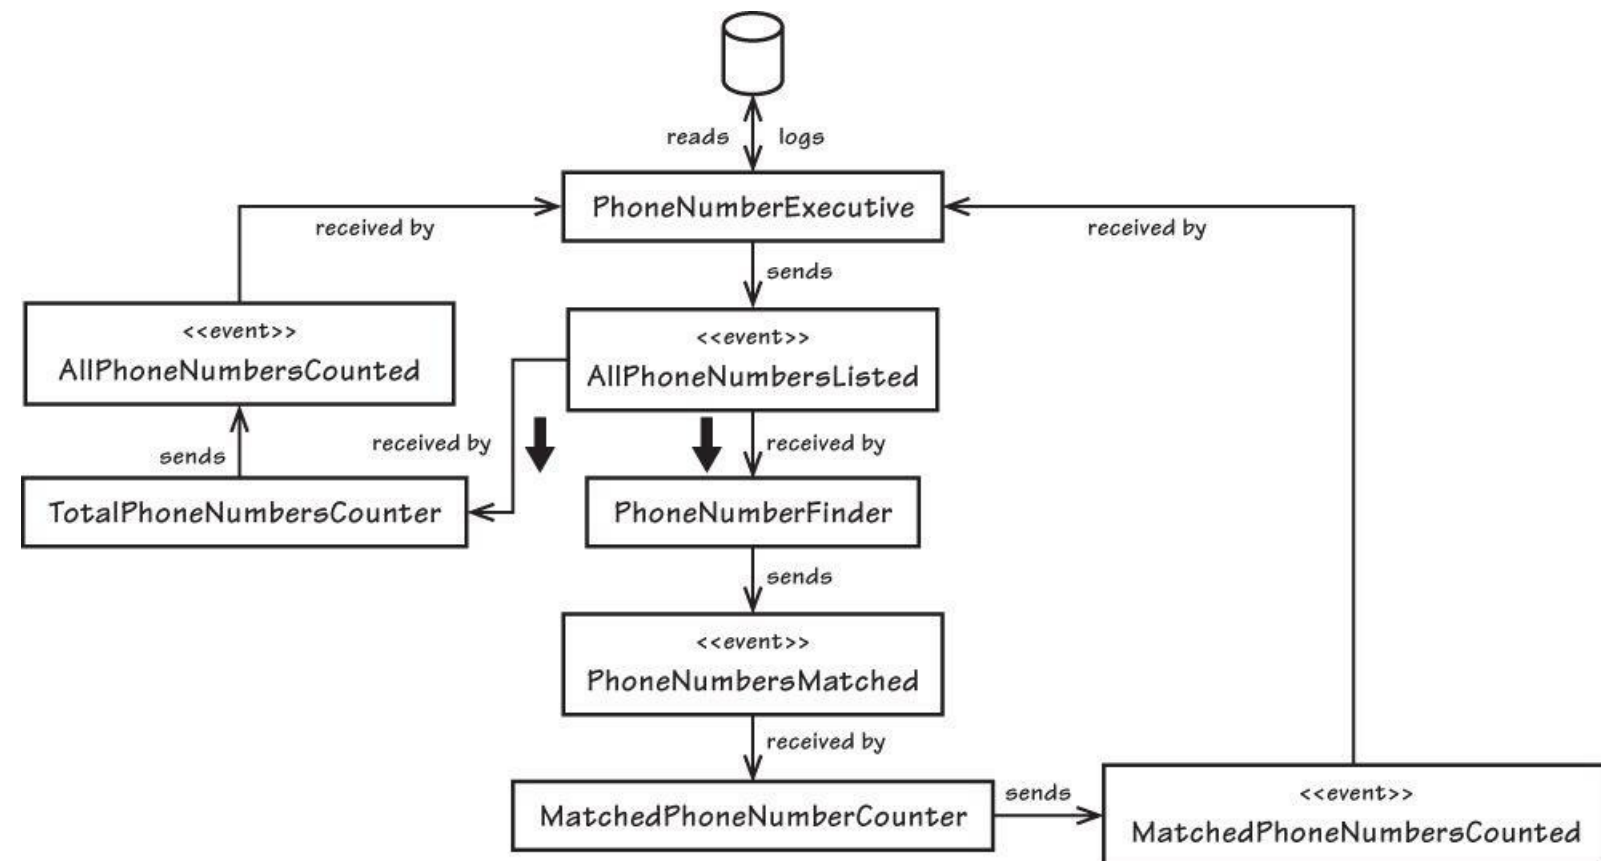 reads
logs
PhoneNumberExecutive
received by
received by
sends
<<event>>
AllPhoneNumbersCounted
<<event>>
AllPhoneNumbersListed
sends
received by
received by
TotalPhoneNumbersCounter
PhoneNumberFinder
sends
<<event>>
PhoneNumbersMatched
received by
MatchedPhoneNumberCounter
sends
<<event>>
MatchedPhoneNumbersCounted